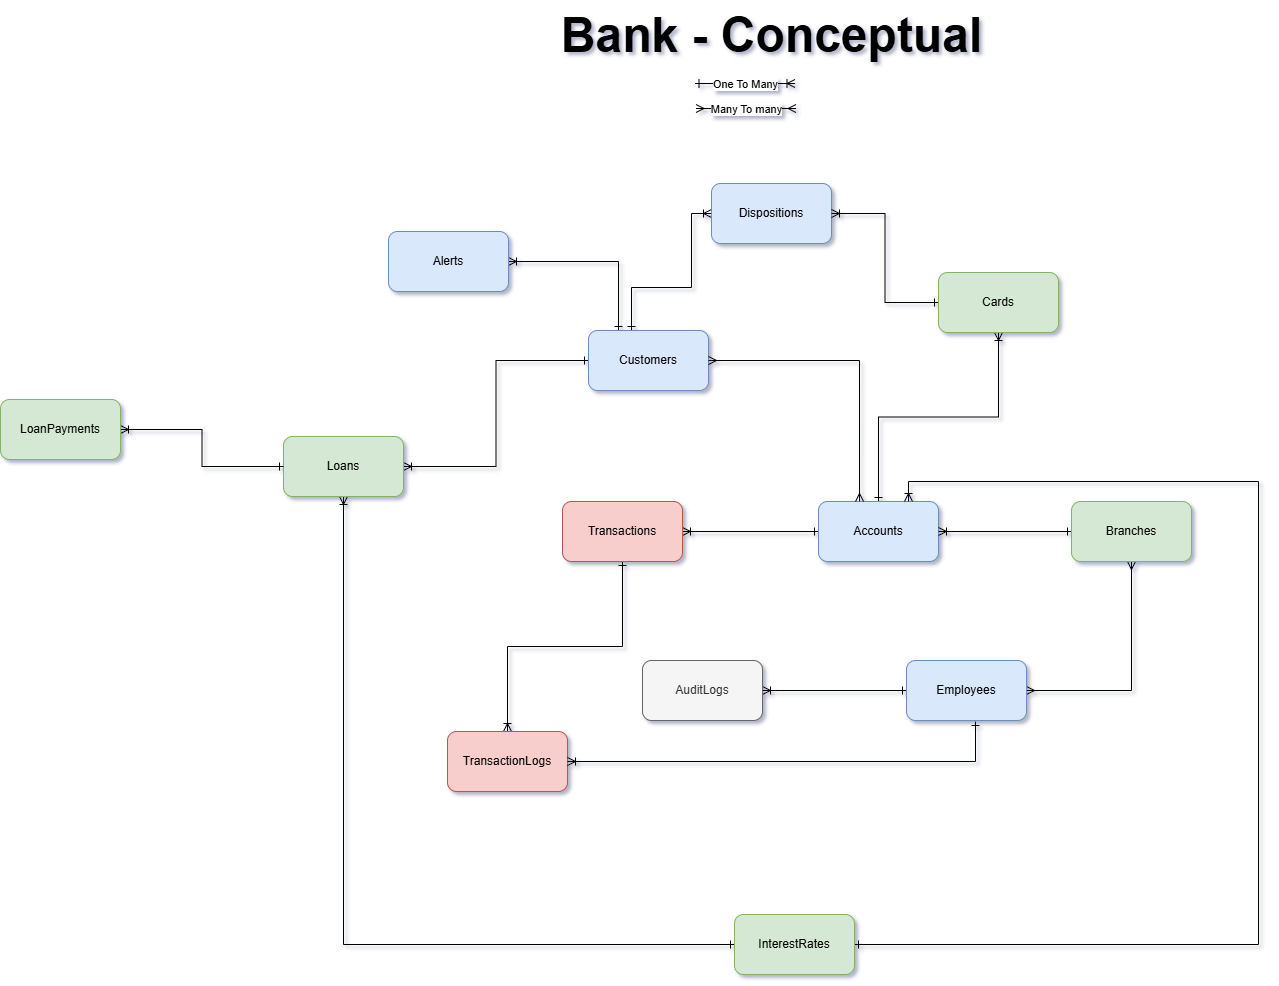 Bank - Conceptual
One To Many
Many To many
Dispositions
Alerts
Cards
Customers
LoanPayments
Loans
Transactions
Accounts
Branches
AuditLogs
Employees
TransactionLogs
InterestRates